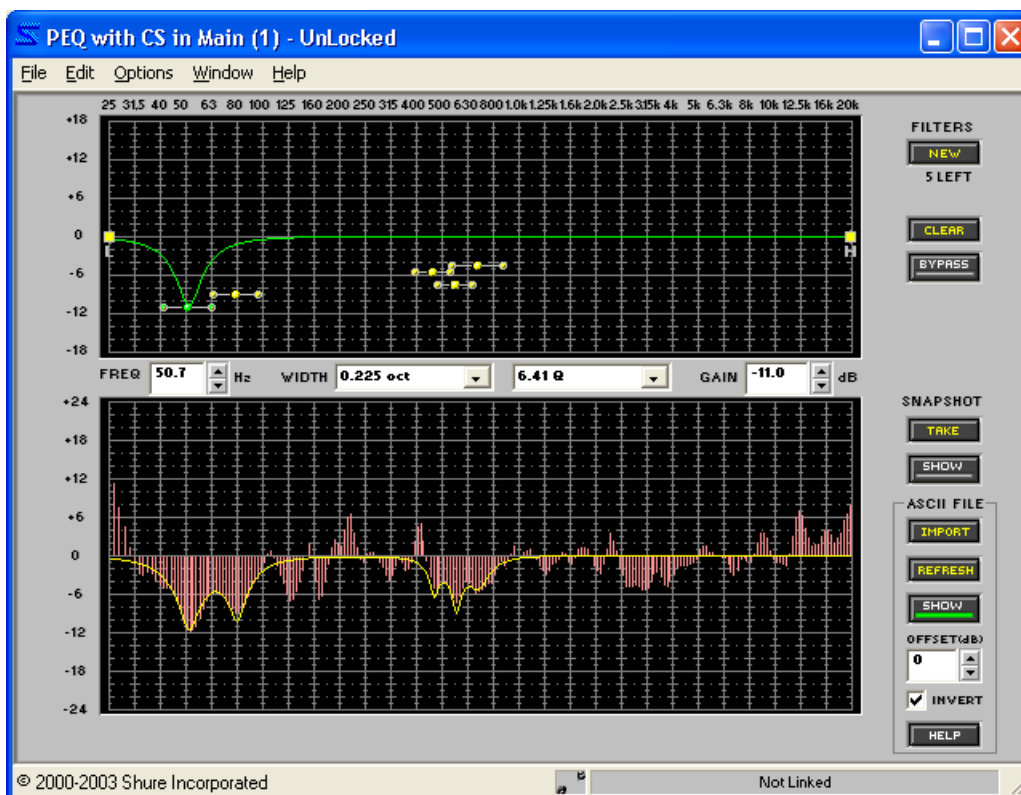 PEQ with CS in Main (1) - UnLocked
File Edit Options Window Help
25 31.5 40 50 63 80 100 125 160 200 250 315 400 500 630 800 1.0k 1.25k 1.6k 2.0k 2.5k 3.15k 4k 5k 6.3k 8k 10k 12.5k 16k 20k
+18
+12
+6
0
-6
-12
-18
L
H
FILTERS
NEW
5 LEFT
CLEAR
BYPASS
FREQ 50.7 Hz WIDTH 0.225 oct 6.41 Q GAIN -11.0 dB
+24
+18
+12
+6
0
-6
-12
-18
-24
SNAPSHOT
TAKE
SHOW
ASCII FILE
IMPORT
REFRESH
SHOW
OFFSET(dB)
0
INVERT
HELP
© 2000-2003 Shure Incorporated
Not Linked